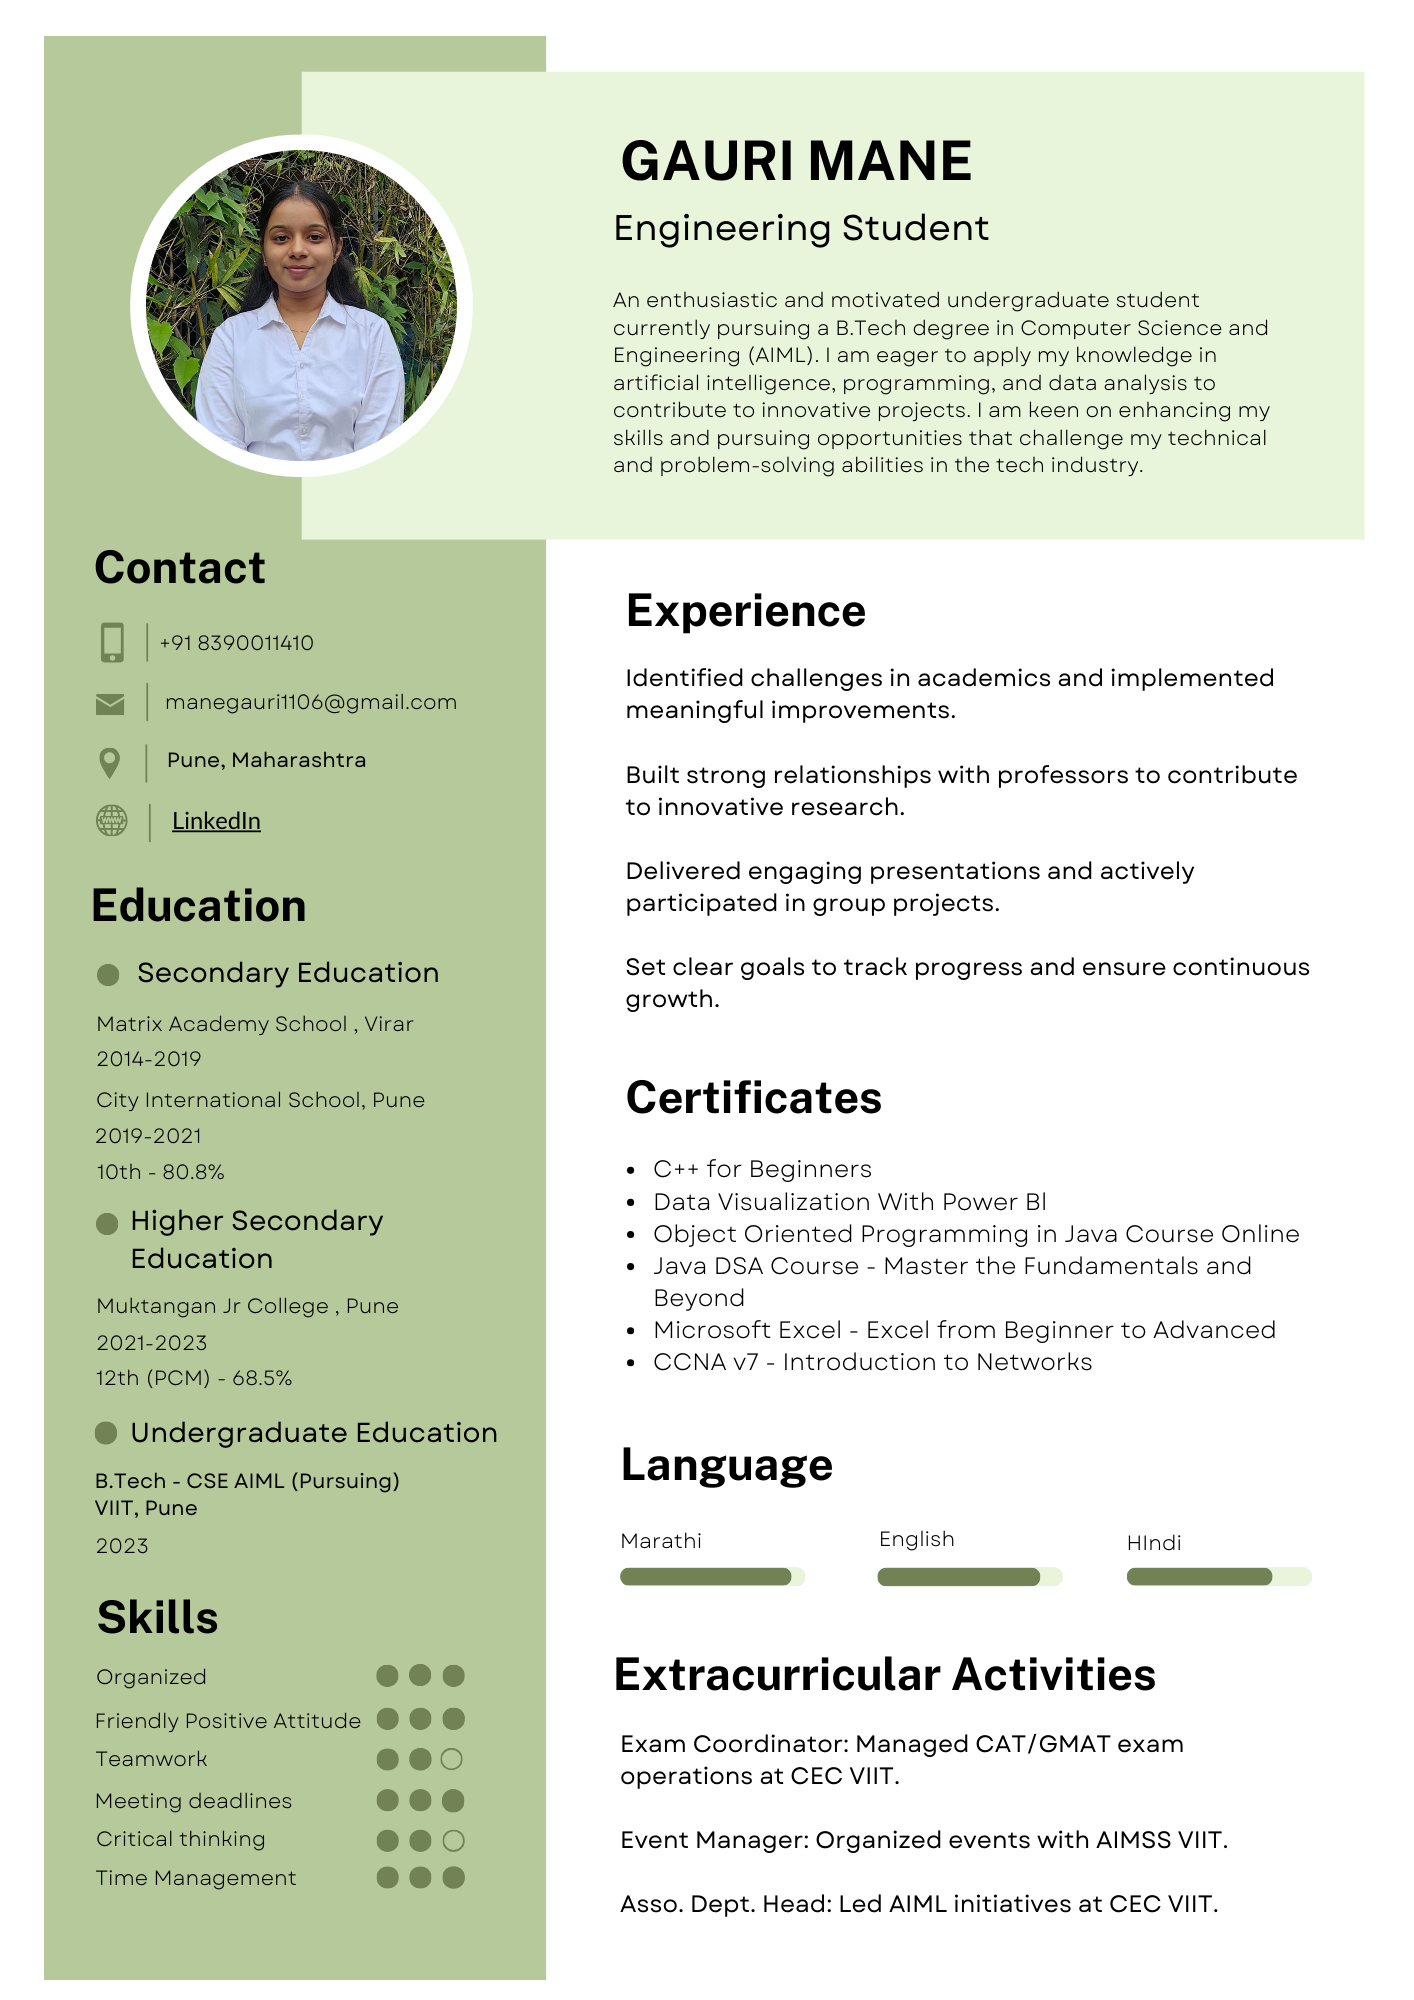 GAURI MANE
Engineering Student
An enthusiastic and motivated undergraduate student
currently pursuing a B.Tech degree in Computer Science and
Engineering (AIML). I am eager to apply my knowledge in
artificial intelligence, programming, and data analysis to
contribute to innovative projects. I am keen on enhancing my
skills and pursuing opportunities that challenge my technical
and problem-solving abilities in the tech industry.
Contact
+91 8390011410
manegauri1106@gmail.com
Pune, Maharashtra
WWW
LinkedIn
Education
Secondary Education
Matrix Academy School , Virar
2014-2019
City International School, Pune
2019-2021
10th - 80.8%
Higher Secondary
Education
Muktangan Jr College , Pune
2021-2023
12th (PCM) - 68.5%
Undergraduate Education
B.Tech - CSE AIML (Pursuing)
VIIT, Pune
2023
Skills
Organized
Friendly Positive Attitude
Teamwork
Meeting deadlines
Critical thinking
Time Management
Experience
Identified challenges in academics and implemented
meaningful improvements.
Built strong relationships with professors to contribute
to innovative research.
Delivered engaging presentations and actively
participated in group projects.
Set clear goals to track progress and ensure continuous
growth.
Certificates
• C++ for Beginners
• Data Visualization With Power Bl
• Object Oriented Programming in Java Course Online
• Java DSA Course - Master the Fundamentals and
Beyond
• Microsoft Excel - Excel from Beginner to Advanced
• CCNA v7 - Introduction to Networks
Language
Marathi
English
HIndi
Extracurricular Activities
Exam Coordinator: Managed CAT/GMAT exam
operations at CEC VIIT.
Event Manager: Organized events with AIMSS VIIT.
Asso. Dept. Head: Led AIML initiatives at CEC VIIT.